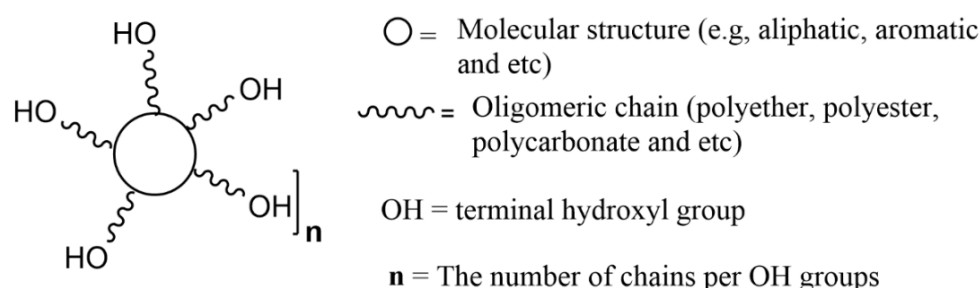 HO
HO
OH
OH
n
HO
= Molecular structure (e.g, aliphatic, aromatic
and etc)
= Oligomeric chain (polyether, polyester,
polycarbonate and etc)
OH = terminal hydroxyl group
n = The number of chains per OH groups